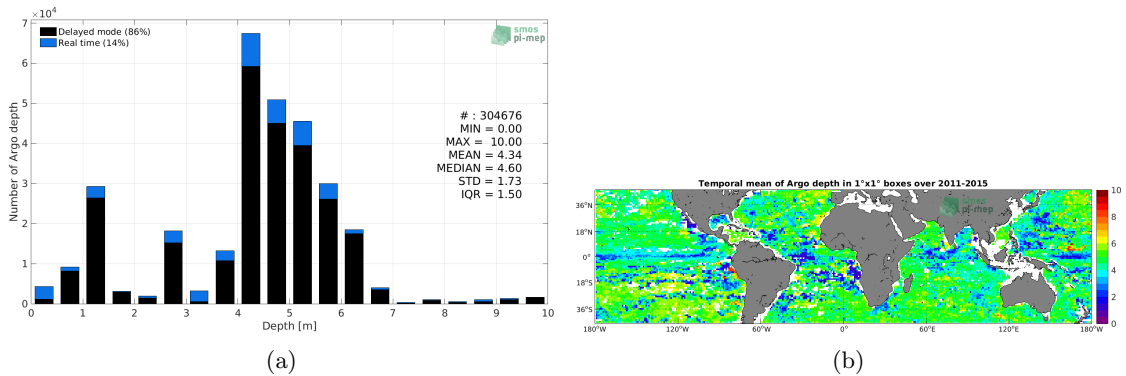 ×10⁴
7
6
5
4
3
2
1
0
Number of Argo depth
Delayed mode (86%)
Real time (14%)
smos
pi-mep
# : 304676
MIN = 0.00
MAX = 10.00
MEAN = 4.34
MEDIAN = 4.60
STD = 1.73
IQR = 1.50
0 1 2 3 4 5 6 7 8 9 10
Depth [m]
(a)
Temporal mean of Argo depth in 1°x1° boxes over 2011-2015
smos
pi-mep
36°N
18°N
0°
18°S
36°S
180°W 120°W 60°W 0° 60°E 120°E 180°W
10
8
6
4
2
0
(b)